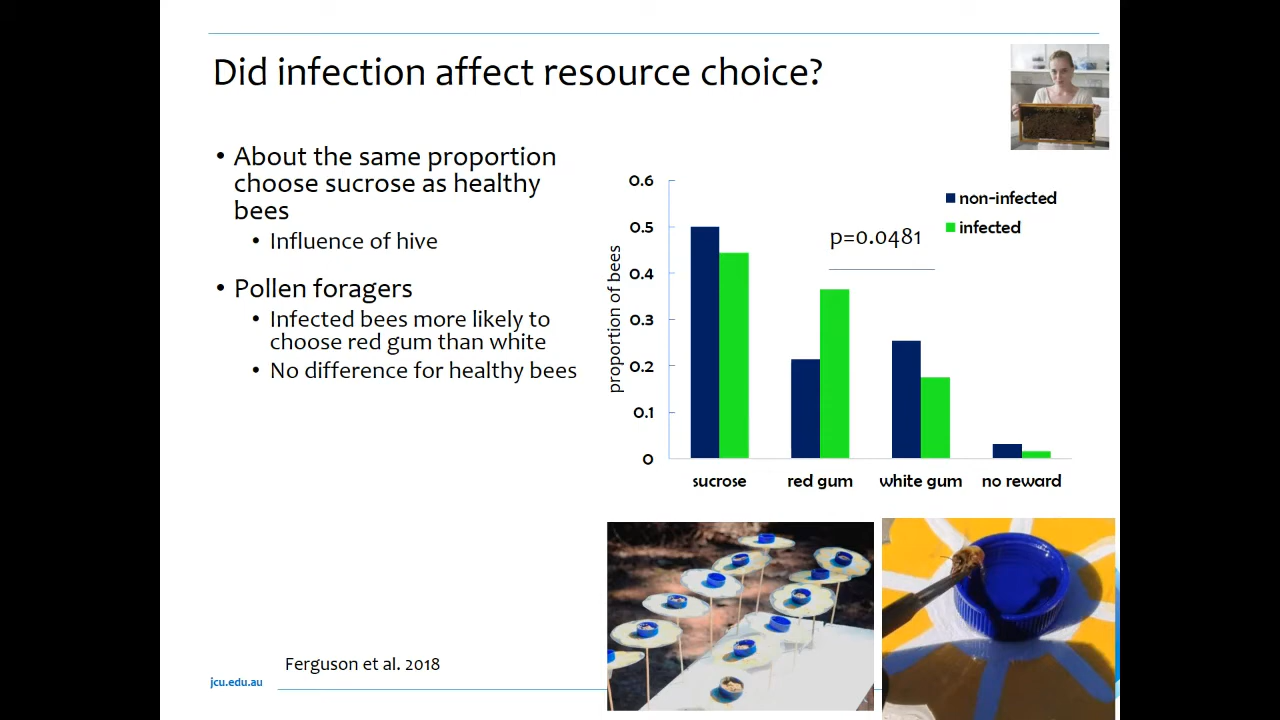 Did infection affect resource choice?
• About the same proportion
choose sucrose as healthy
bees
• Influence of hive
• Pollen foragers
• Infected bees more likely to
choose red gum than white
• No difference for healthy bees
proportion of bees
0.6
0.5
0.4
0.3
0.2
0.1
0
non-infected
infected
p=0.0481
sucrose
red gum
white gum
no reward
Ferguson et al. 2018
jcu.edu.au